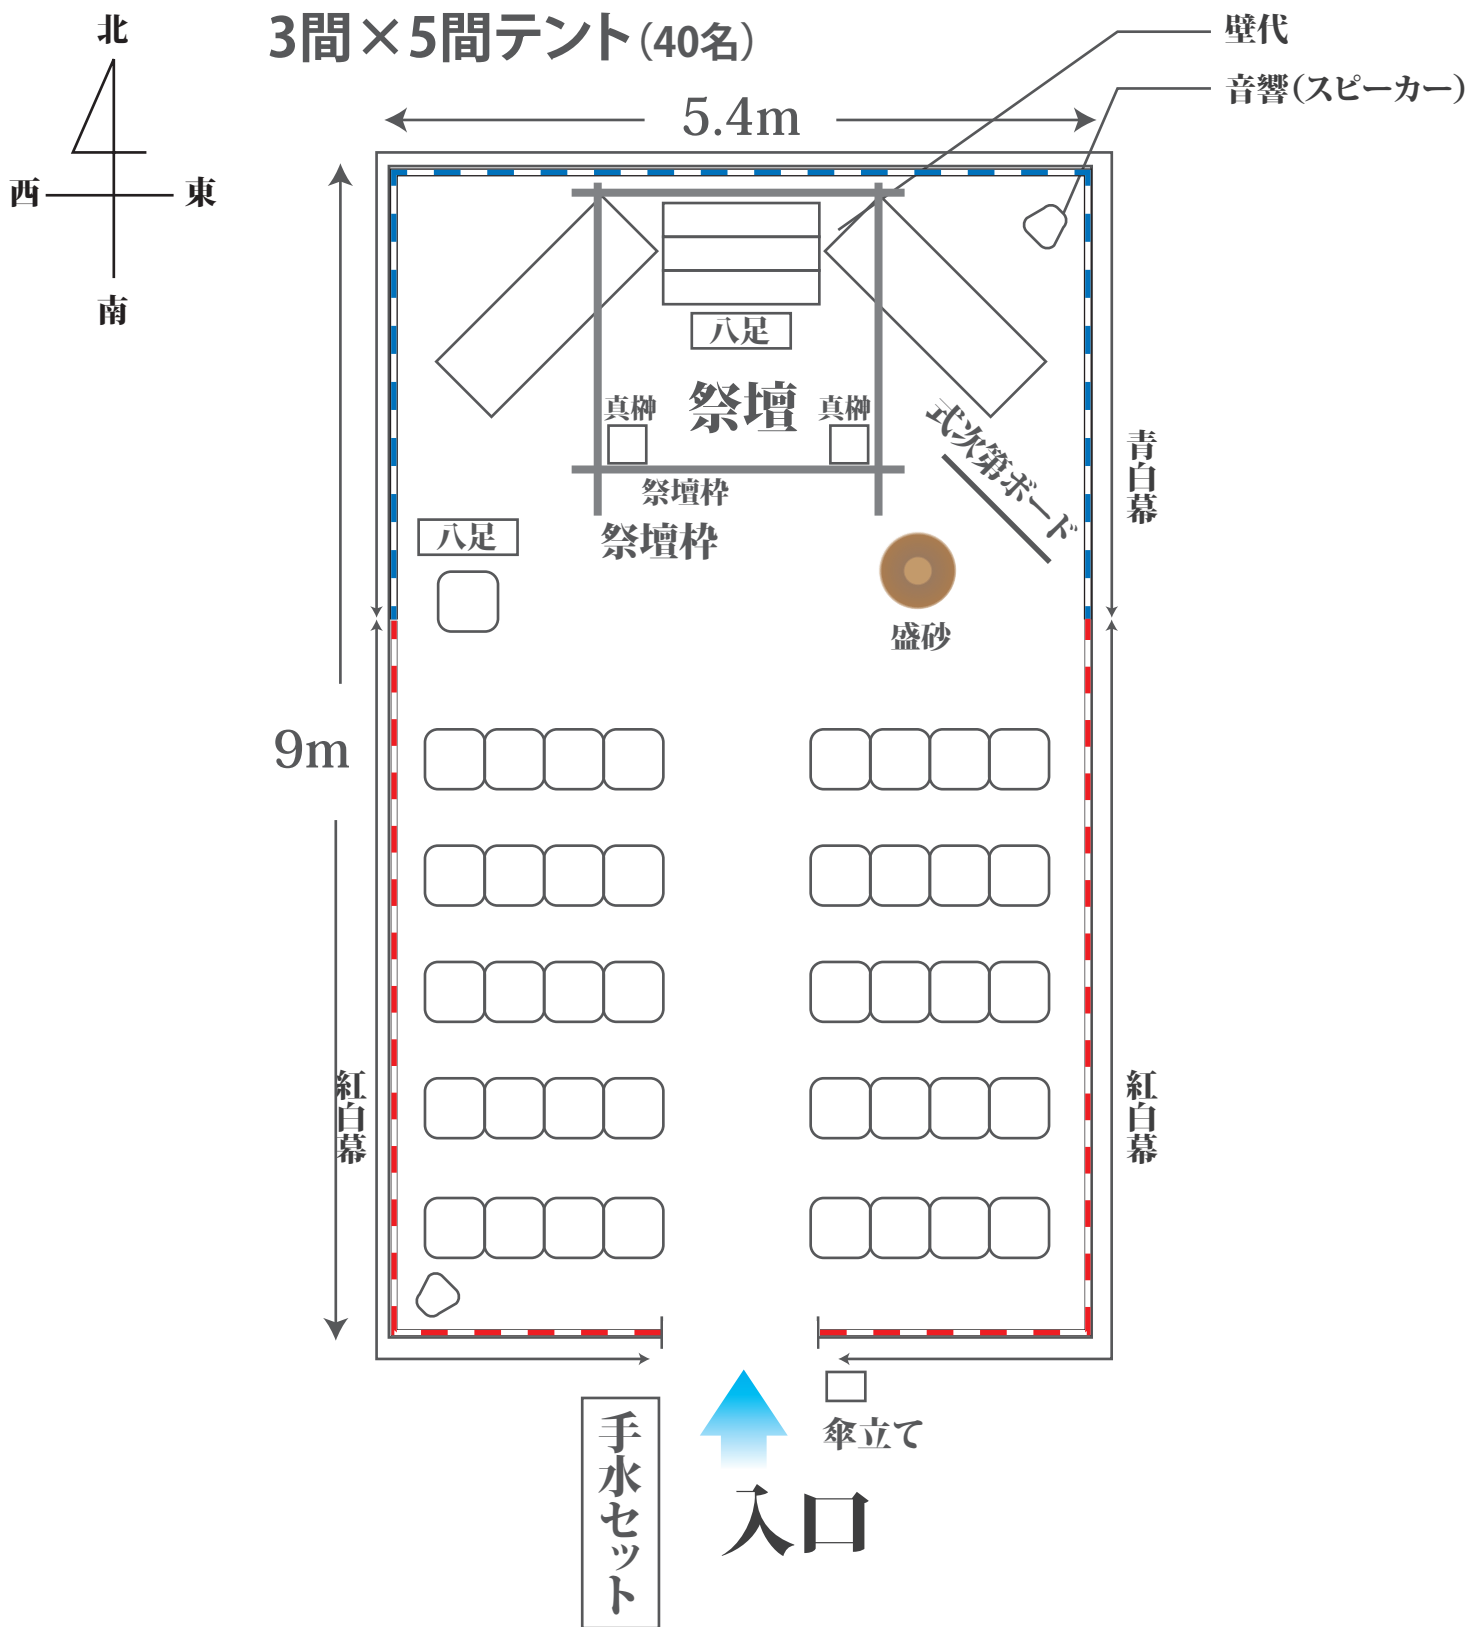 3間×5間テント（40名）
北
西
東
南
壁代
音響（スピーカー）
5.4m
八足
真榊
祭壇
真榊
祭壇枠
祭壇枠
式次第ボード
青白幕
八足
盛砂
9m
紅白幕
紅白幕
手水セット
傘立て
入口